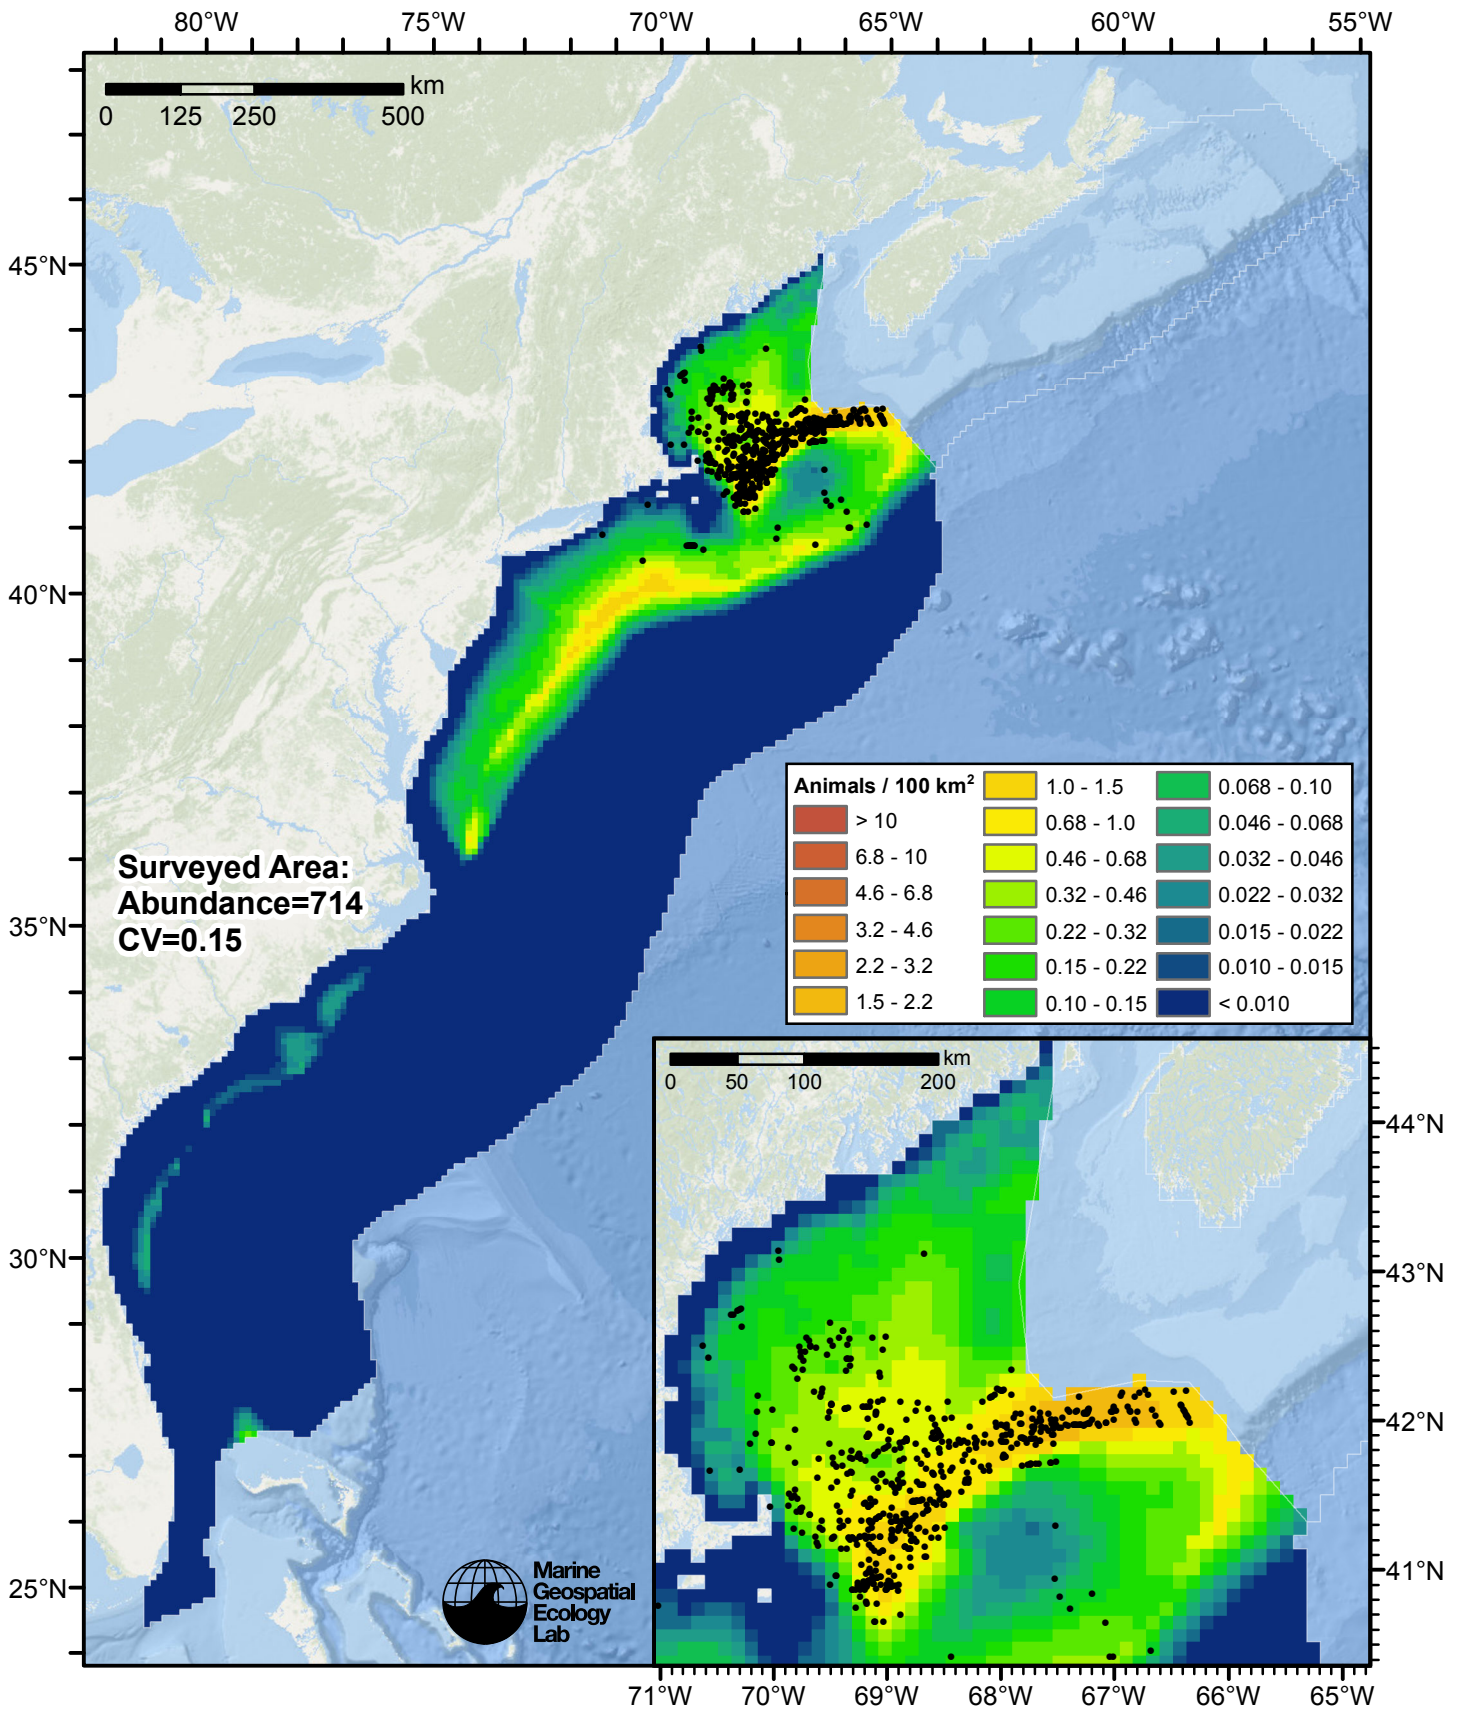 80°W 75°W 70°W 65°W 60°W 55°W
km
0 125 250 500
45°N
40°N
35°N
30°N
25°N
Surveyed Area:
Abundance=714
CV=0.15
Animals / 100 km²
> 10
6.8 - 10
4.6 - 6.8
3.2 - 4.6
2.2 - 3.2
1.5 - 2.2
1.0 - 1.5
0.68 - 1.0
0.46 - 0.68
0.32 - 0.46
0.22 - 0.32
0.15 - 0.22
0.10 - 0.15
0.068 - 0.10
0.046 - 0.068
0.032 - 0.046
0.022 - 0.032
0.015 - 0.022
0.010 - 0.015
< 0.010
km
0 50 100 200
44°N
43°N
42°N
41°N
Marine
Geospatial
Ecology
Lab
71°W 70°W 69°W 68°W 67°W 66°W 65°W